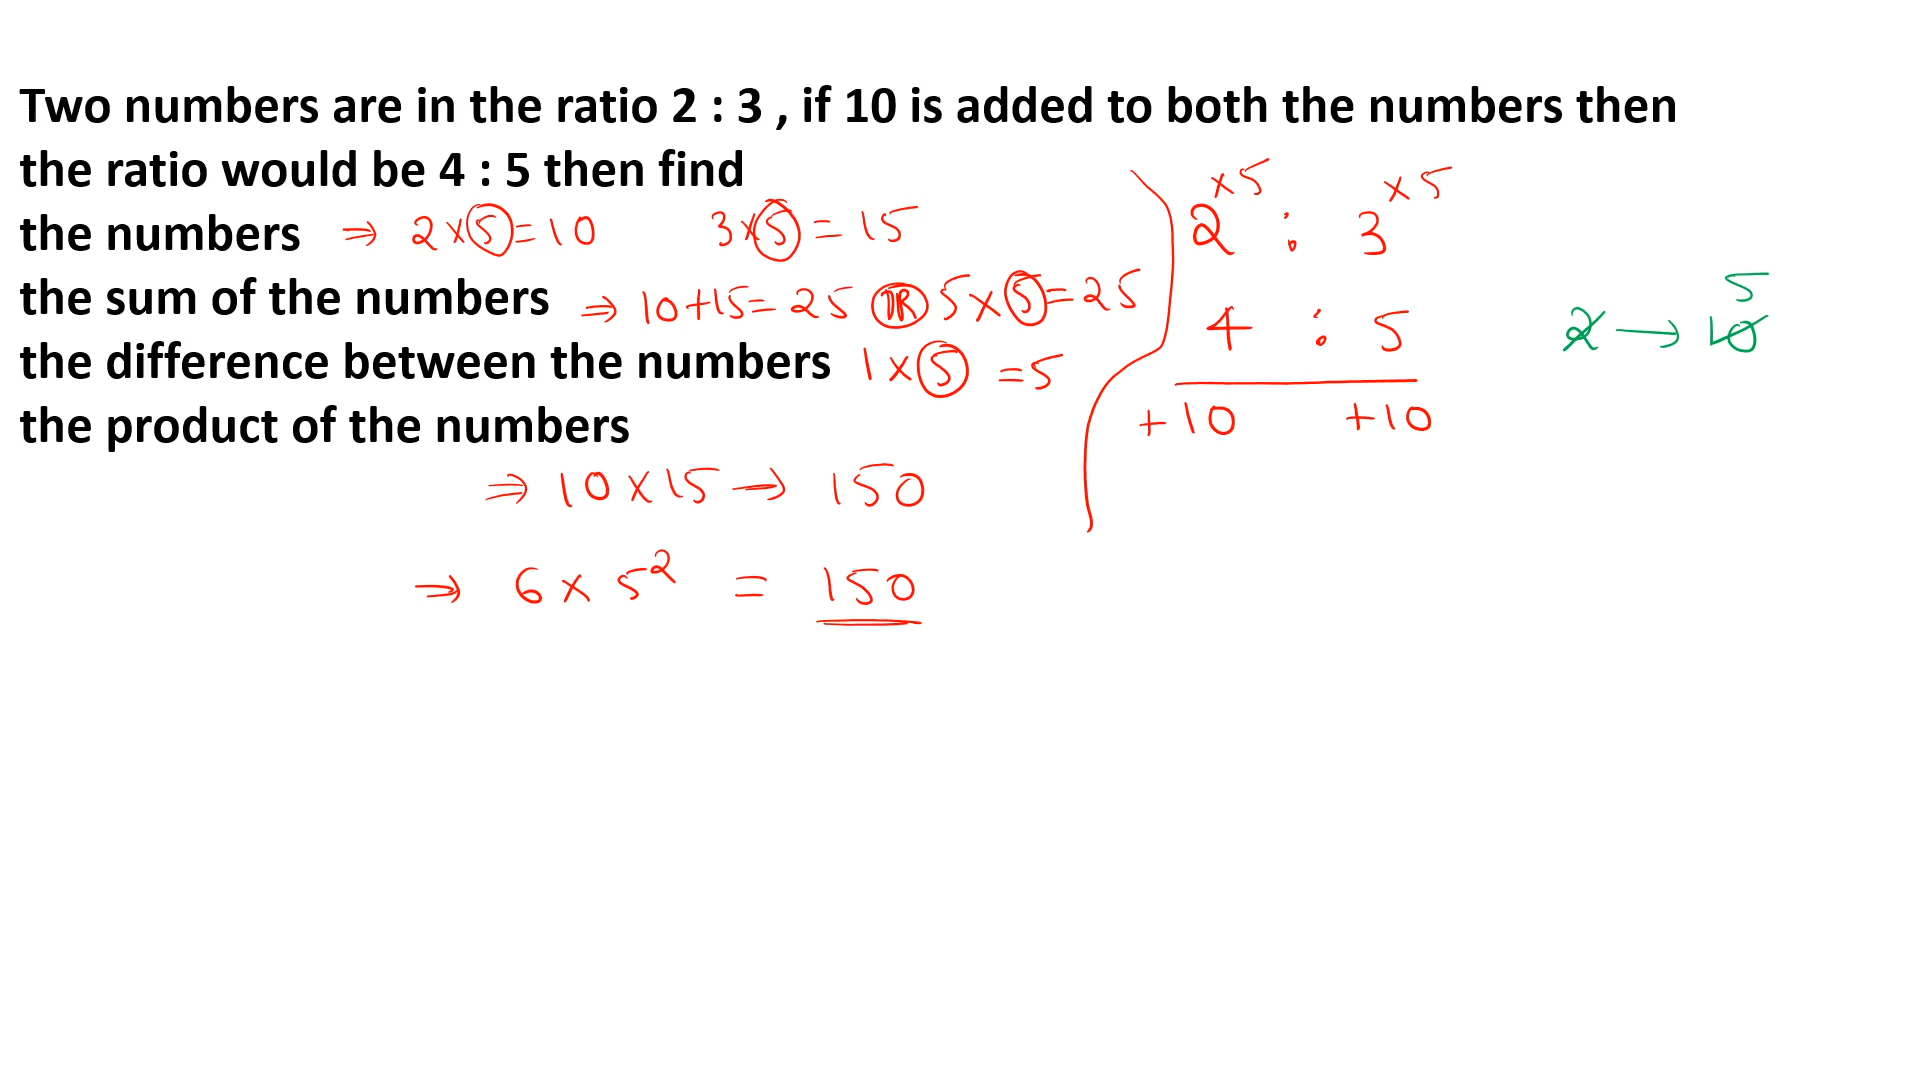 Two numbers are in the ratio 2 : 3 , if 10 is added to both the numbers then
the ratio would be 4 : 5 then find
the numbers ⇒ 2 × 5 = 10 3 × 5 = 15
the sum of the numbers ⇒ 10 + 15 = 25 OR 5 × 5 = 25
the difference between the numbers 1 × 5 = 5
the product of the numbers
⇒ 10 × 15 → 150
⇒ 6 × 5² = 150
×5 ×5
2 : 3
4 : 5
+10 +10
5
2 → 10